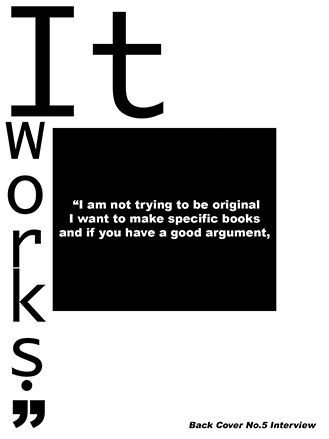 It
works.”
“I am not trying to be original
I want to make specific books
and if you have a good argument,
Back Cover No.5 Interview